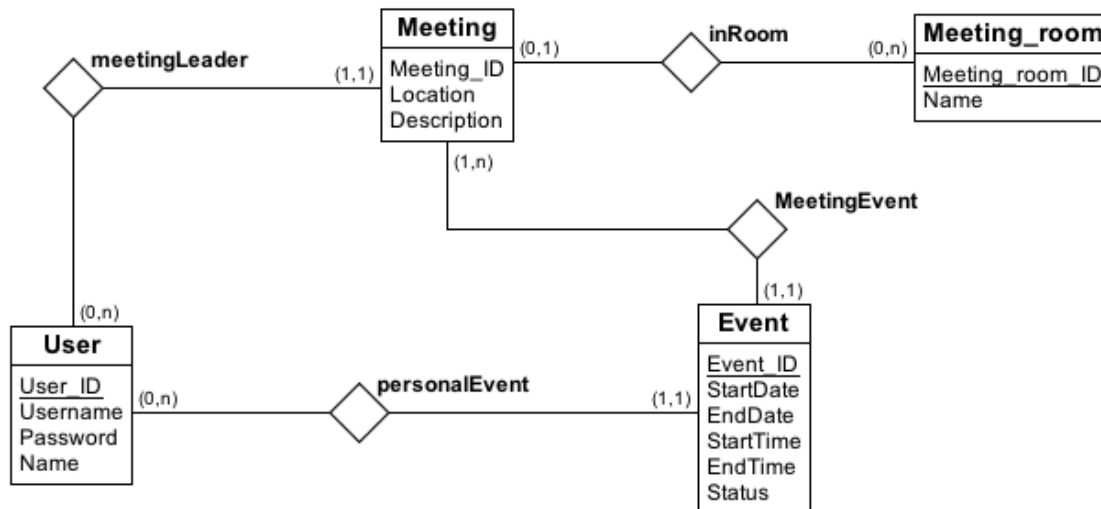 Meeting
Meeting_ID
Location
Description
meetingLeader
(1,1)
(0,1)
inRoom
(0,n)
Meeting_room
Meeting_room_ID
Name
(1,n)
MeetingEvent
(1,1)
(0,n)
User
User_ID
Username
Password
Name
(0,n)
personalEvent
(1,1)
Event
Event_ID
StartDate
EndDate
StartTime
EndTime
Status